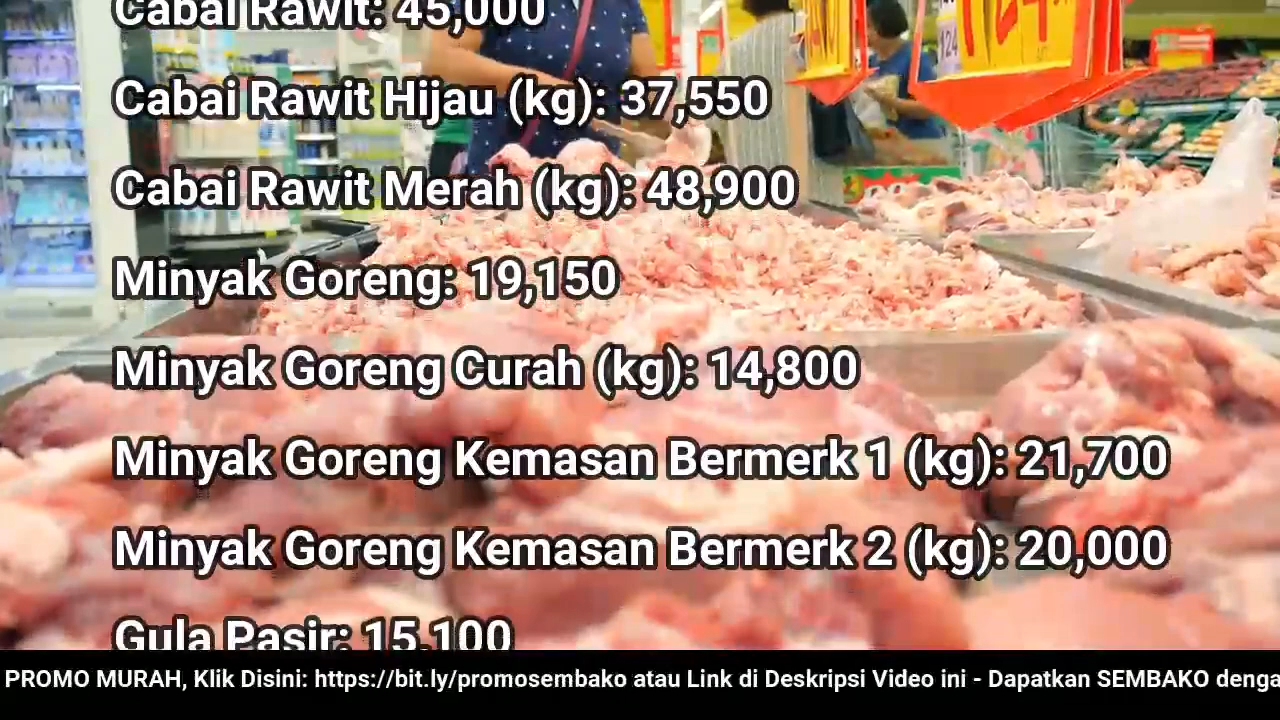 Cabai Rawit: 45,000
Cabai Rawit Hijau (kg): 37,550
Cabai Rawit Merah (kg): 48,900
Minyak Goreng: 19,150
Minyak Goreng Curah (kg): 14,800
Minyak Goreng Kemasan Bermerk 1 (kg): 21,700
Minyak Goreng Kemasan Bermerk 2 (kg): 20,000
Gula Pasir: 15,100
PROMO MURAH, Klik Disini: https://bit.ly/promosembako atau Link di Deskripsi Video ini - Dapatkan SEMBAKO denga